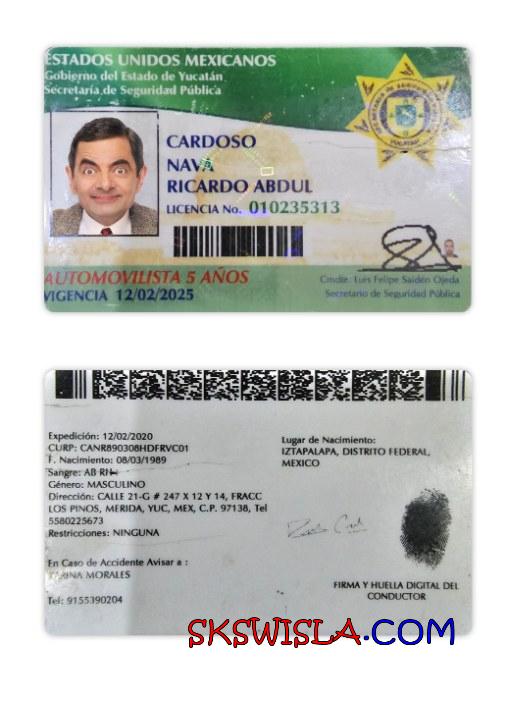 ESTADOS UNIDOS MEXICANOS
Gobierno del Estado de Yucatán
Secretaría de Seguridad Pública
CARDOSO
NAVA
RICARDO ABDUL
LICENCIA No. 010235313
AUTOMOVILISTA 5 AÑOS
VIGENCIA 12/02/2025
Cmdte. Luis Felipe Saidén Ojeda
Secretario de Seguridad Pública
Expedición: 12/02/2020
CURP: CANR890308HDFRVC01
F. Nacimiento: 08/03/1989
Sangre: AB RH
Género: MASCULINO
Dirección: CALLE 21-G # 247 X 12 Y 14, FRACC
LOS PINOS, MERIDA, YUC, MEX, C.P. 97138, Tel
5580225673
Restricciones: NINGUNA
En Caso de Accidente Avisar a :
MORALES
Tel: 9155390204
Lugar de Nacimiento:
IZTAPALAPA, DISTRITO FEDERAL,
MEXICO
FIRMA Y HUELLA DIGITAL DEL
CONDUCTOR
SKSWISLA.COM